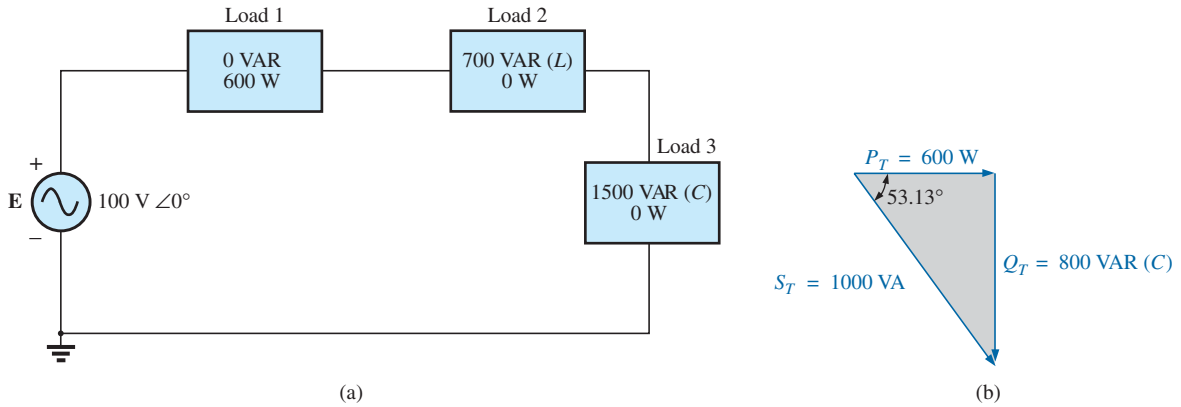 Load 1
0 VAR
600 W
Load 2
700 VAR (L)
0 W
Load 3
1500 VAR (C)
0 W
+
E
100 V ∠0°
−
(a)
P_T = 600 W
53.13°
S_T = 1000 VA
Q_T = 800 VAR (C)
(b)